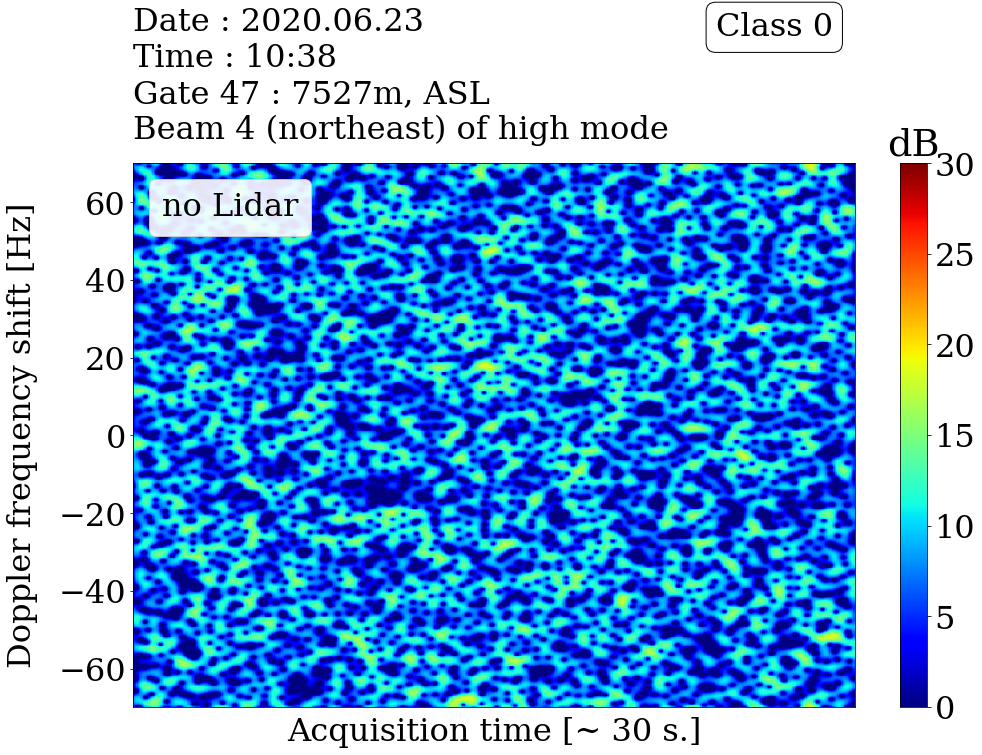 Date : 2020.06.23
Time : 10:38
Gate 47 : 7527m, ASL
Beam 4 (northeast) of high mode
Class 0
dB
no Lidar
Doppler frequency shift [Hz]
60
40
20
0
−20
−40
−60
Acquisition time [~ 30 s.]
30
25
20
15
10
5
0